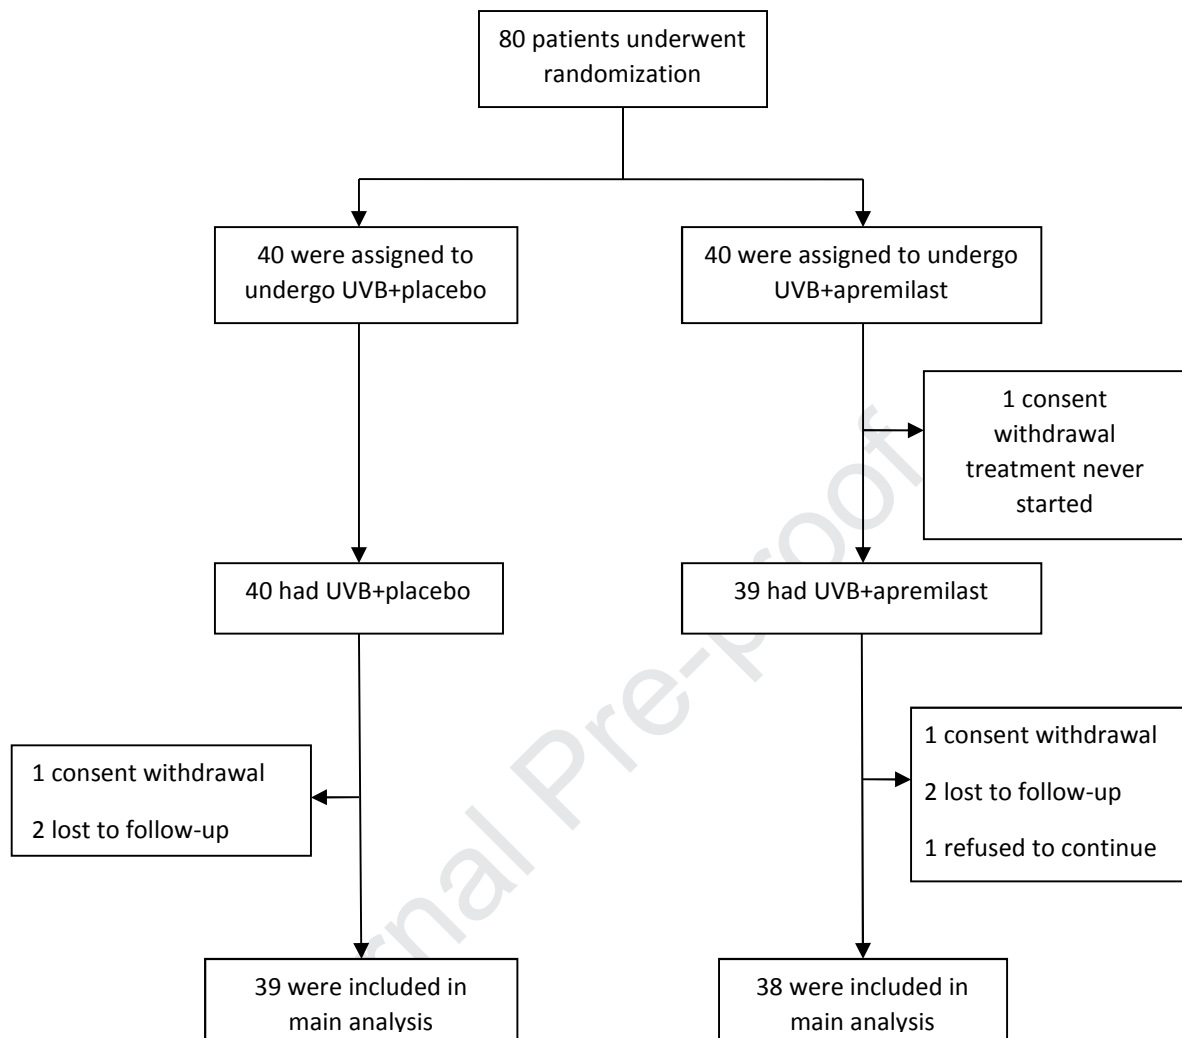 80 patients underwent
randomization
40 were assigned to
undergo UVB+placebo
40 were assigned to undergo
UVB+apremilast
1 consent
withdrawal
treatment never
started
40 had UVB+placebo
39 had UVB+apremilast
1 consent withdrawal
2 lost to follow-up
1 consent withdrawal
2 lost to follow-up
1 refused to continue
39 were included in
main analysis
38 were included in
main analysis
rnal Pre-proof